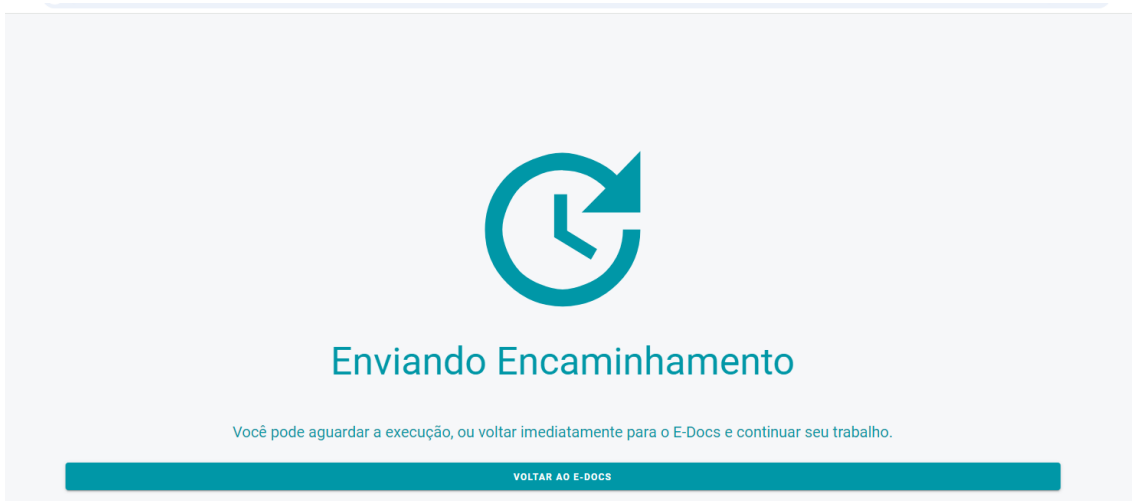 Enviando Encaminhamento
Você pode aguardar a execução, ou voltar imediatamente para o E-Docs e continuar seu trabalho.
VOLTAR AO E-DOCS